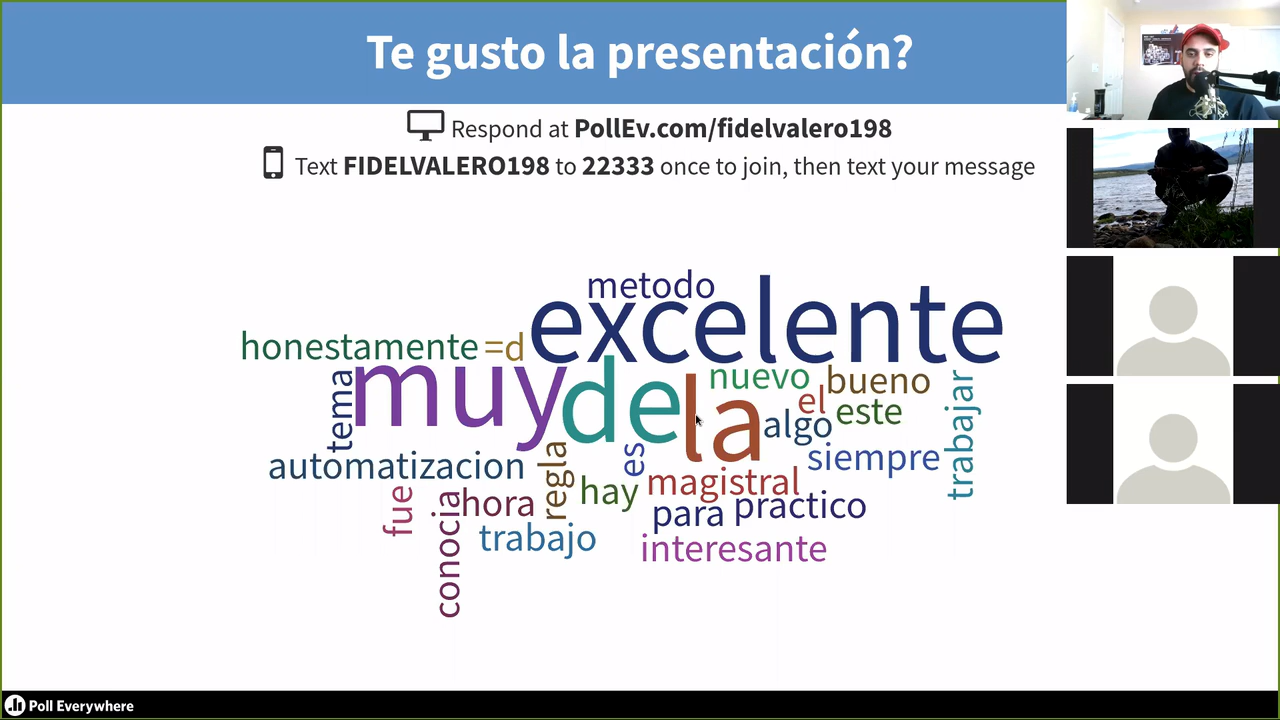 Te gusto la presentación?
Respond at PollEv.com/fidelvalero198
Text FIDELVALERO198 to 22333 once to join, then text your message
metodo
excelente
honestamente
=d
muy
de
la
nuevo
bueno
el
este
algo
tema
trabajar
siempre
automatizacion
regla
es
hay
magistral
fue
conocia
hora
para
practico
trabajo
interesante
Poll Everywhere